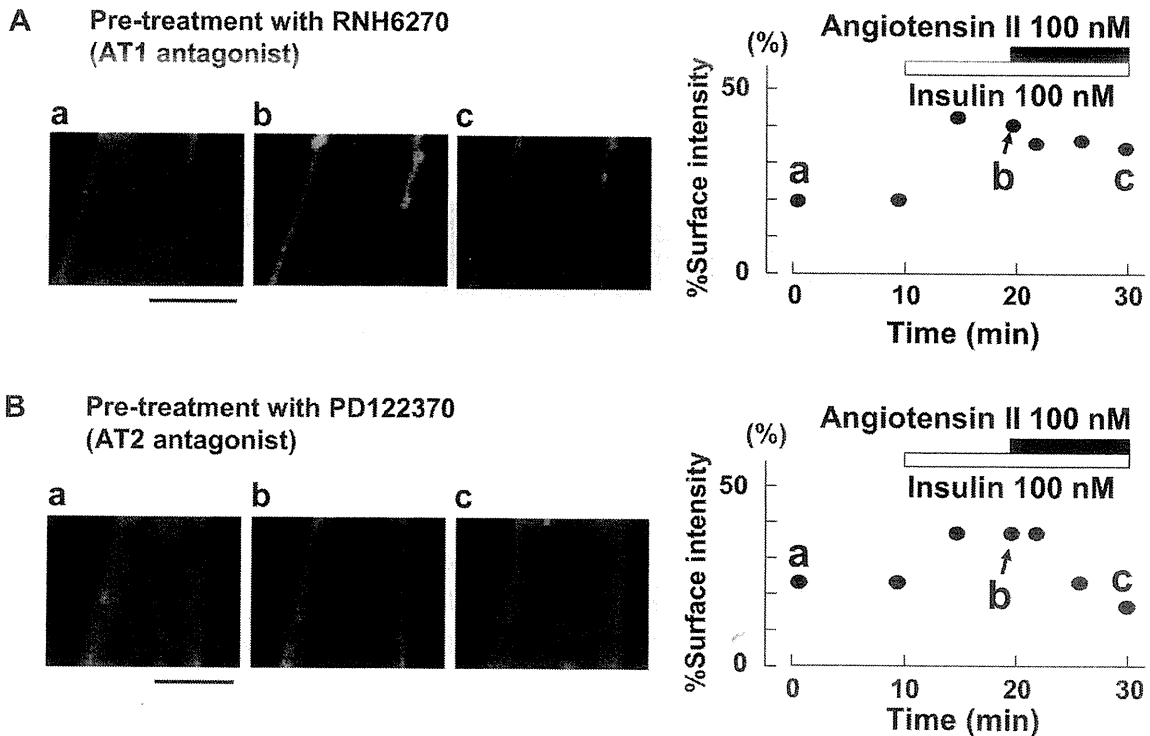 A
Pre-treatment with RNH6270
(AT1 antagonist)
a
b
c
(%)
Angiotensin II 100 nM
Insulin 100 nM
%Surface intensity
50
0
a
b
c
0
10
20
30
Time (min)
B
Pre-treatment with PD122370
(AT2 antagonist)
a
b
c
(%)
Angiotensin II 100 nM
Insulin 100 nM
%Surface intensity
50
0
a
b
c
0
10
20
30
Time (min)